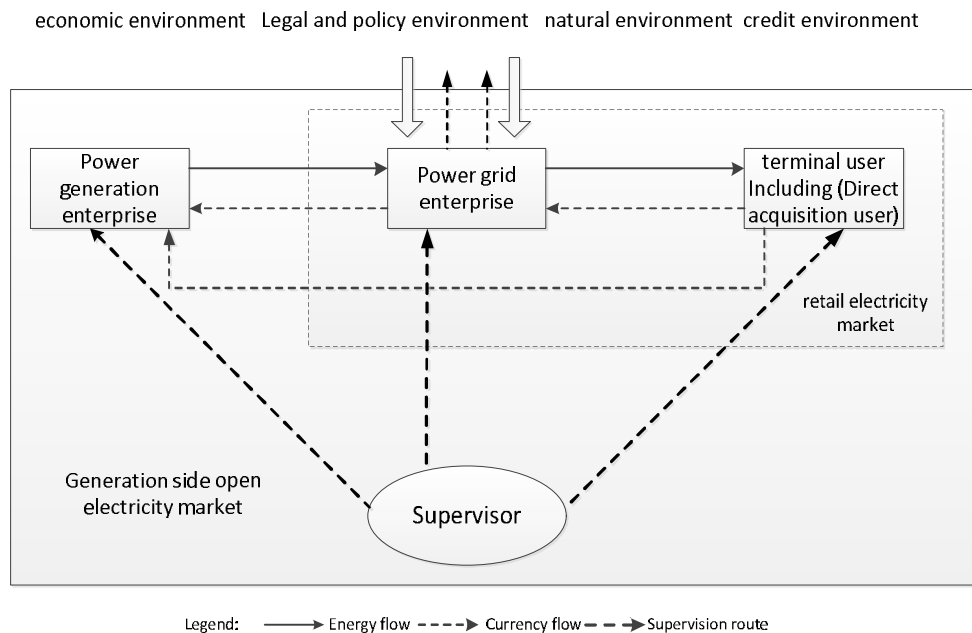 economic environment Legal and policy environment natural environment credit environment
Power
generation
enterprise
Power grid
enterprise
terminal user
Including (Direct
acquisition user)
retail electricity
market
Generation side open
electricity market
Supervisor
Legend: Energy flow Currency flow Supervision route